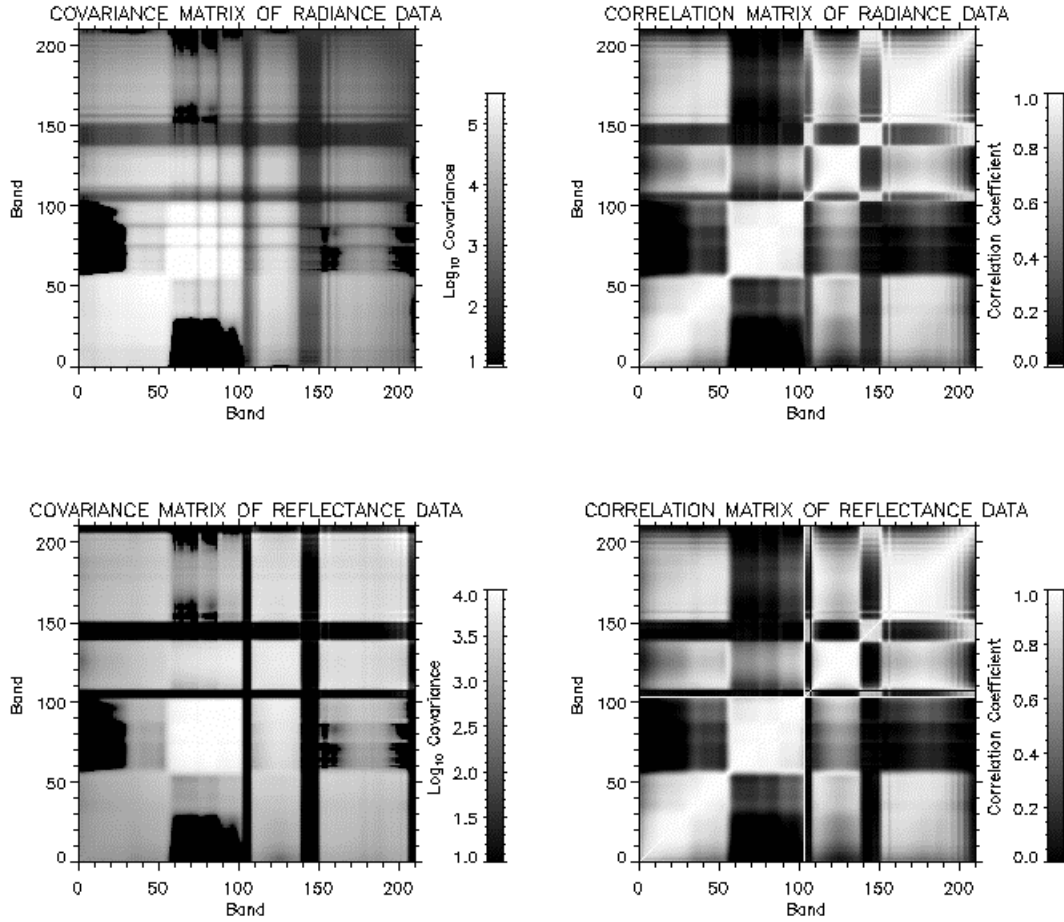 COVARIANCE MATRIX OF RADIANCE DATA
200
150
100
50
0
Band
0 50 100 150 200
Band
5
4
3
2
1
Log₁₀ Covariance
CORRELATION MATRIX OF RADIANCE DATA
200
150
100
50
0
Band
0 50 100 150 200
Band
1.0
0.8
0.6
0.4
0.2
0.0
Correlation Coefficient
COVARIANCE MATRIX OF REFLECTANCE DATA
200
150
100
50
0
Band
0 50 100 150 200
Band
4.0
3.5
3.0
2.5
2.0
1.5
1.0
Log₁₀ Covariance
CORRELATION MATRIX OF REFLECTANCE DATA
200
150
100
50
0
Band
0 50 100 150 200
Band
1.0
0.8
0.6
0.4
0.2
0.0
Correlation Coefficient